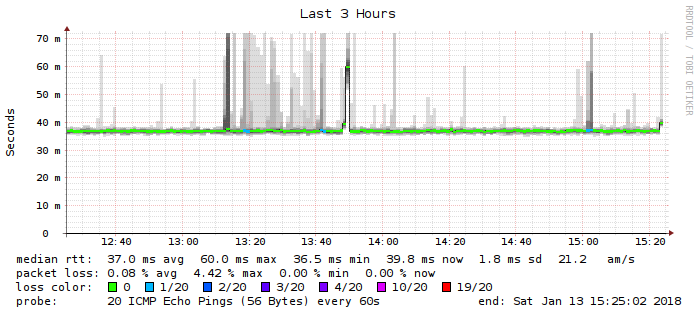 Last 3 Hours
RRDTOOL / TOBI OETIKER
Seconds
70 m
60 m
50 m
40 m
30 m
20 m
10 m
0
12:40 13:00 13:20 13:40 14:00 14:20 14:40 15:00 15:20
median rtt: 37.0 ms avg 60.0 ms max 36.5 ms min 39.8 ms now 1.8 ms sd 21.2 am/s
packet loss: 0.08 % avg 4.42 % max 0.00 % min 0.00 % now
loss color: 0 1/20 2/20 3/20 4/20 10/20 19/20
probe: 20 ICMP Echo Pings (56 Bytes) every 60s end: Sat Jan 13 15:25:02 2018